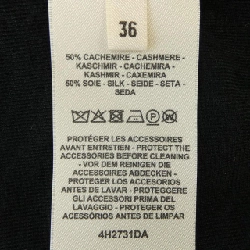 36
50% CACHEMIRE - CASHMERE -
KASCHMIR - CACHEMIRA -
KASHMIR - CAXEMIRA
50% SOIE - SILK - SEIDE - SETA -
SEDA
PROTÉGER LES ACCESSOIRES
AVANT ENTRETIEN - PROTECT THE
ACCESSORIES BEFORE CLEANING
- VOR DEM REINIGEN DIE
ACCESSOIRES ABDECKEN -
PROTEGER LOS ACCESORIOS
ANTES DE LAVAR - PROTEGGERE
GLI ACCESSORI PRIMA DEL
LAVAGGIO - PROTEGER OS
ACESSÓRIOS ANTES DE LIMPAR
4H2731DA